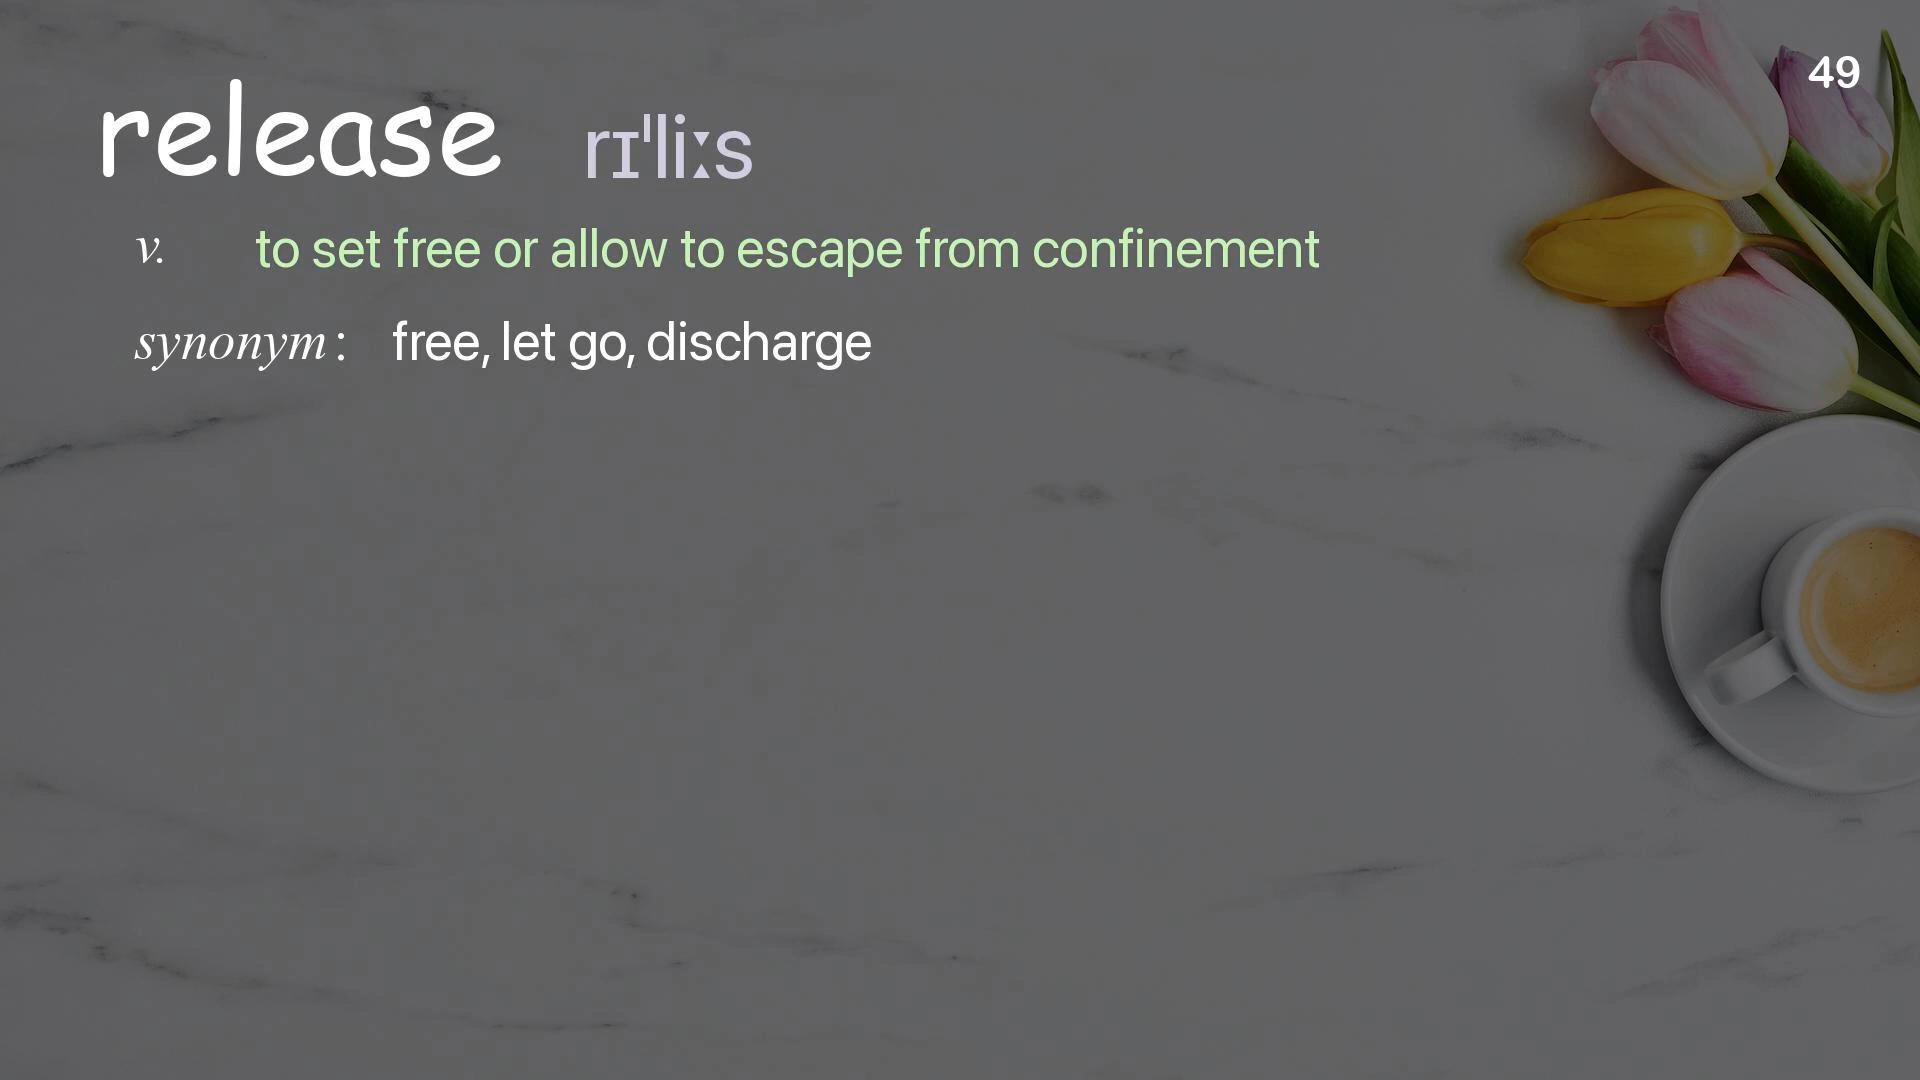 49
release rɪˈliːs
v. to set free or allow to escape from confinement
synonym : free, let go, discharge